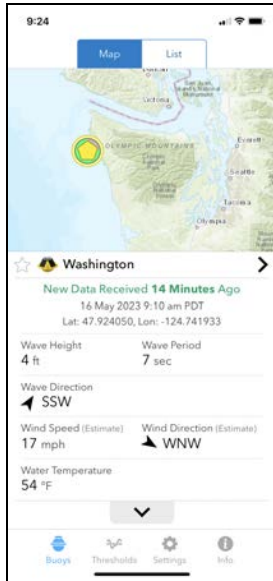 9:24
Map List
Victoria
Everett
OLYMPIC MOUNTAINS
Olympic
National
Park
Seattle
Tacoma
Olympia
Washington
New Data Received 14 Minutes Ago
16 May 2023 9:10 am PDT
Lat: 47.924050, Lon: -124.741933
Wave Height Wave Period
4 ft 7 sec
Wave Direction
SSW
Wind Speed (Estimate) Wind Direction (Estimate)
17 mph WNW
Water Temperature
54 °F
Buoys Thresholds Settings Info